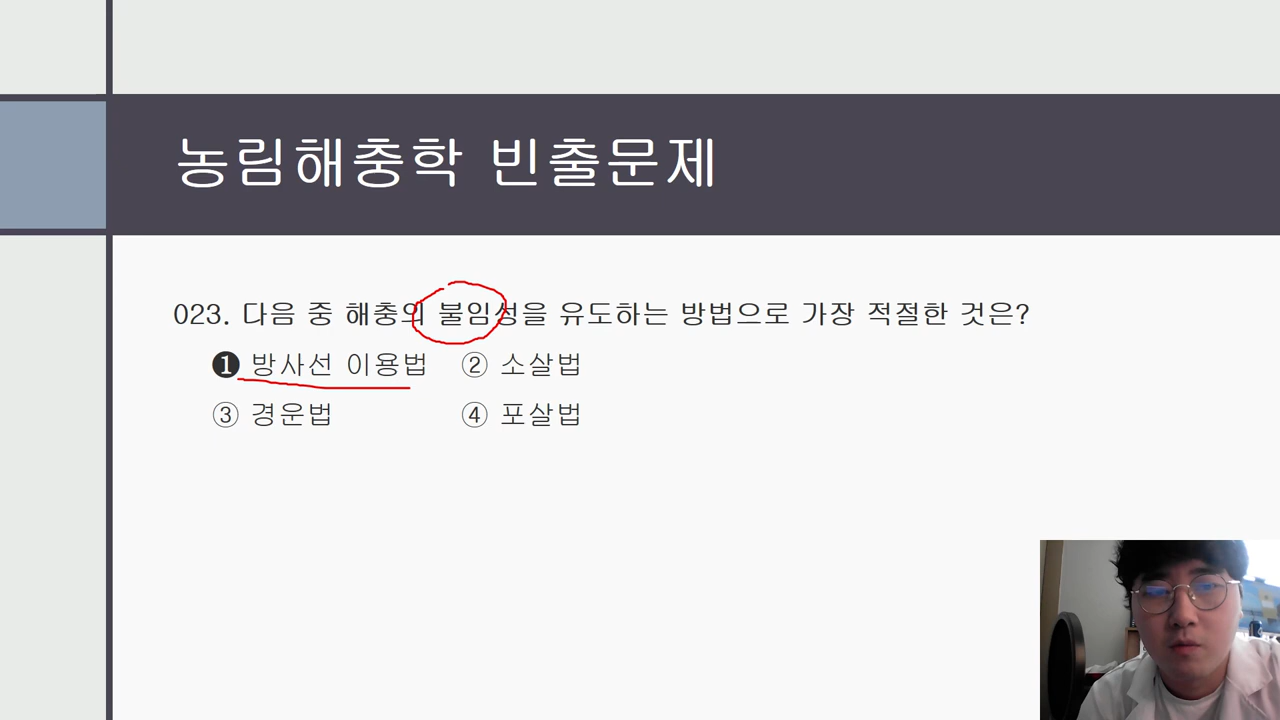 농림해충학 빈출문제
023. 다음 중 해충의 불임성을 유도하는 방법으로 가장 적절한 것은?
❶ 방사선 이용법 ② 소살법
③ 경운법 ④ 포살법